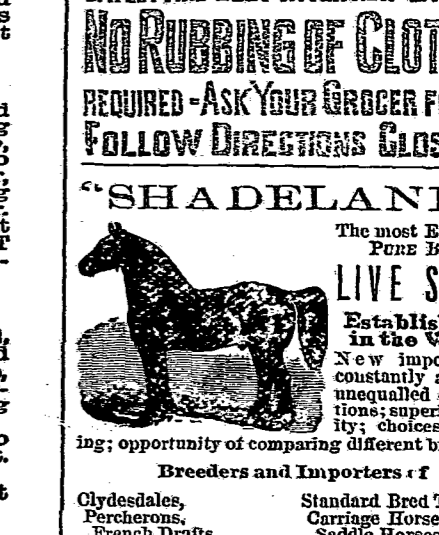 NO RUBBING OF CLOT
REQUIRED - ASK YOUR GROCER F
FOLLOW DIRECTIONS CLOS
"SHADELAN
The most E
PURE B
LIVE S
Establis
in the
New impo
constantly
unequalled
tions; superi
ity; choices
ing; opportunity of comparing different b
Breeders and Importers of
Clydesdales,
Percherons,
French Drafts
Standard Bred T
Carriage Horse
Saddle Horses